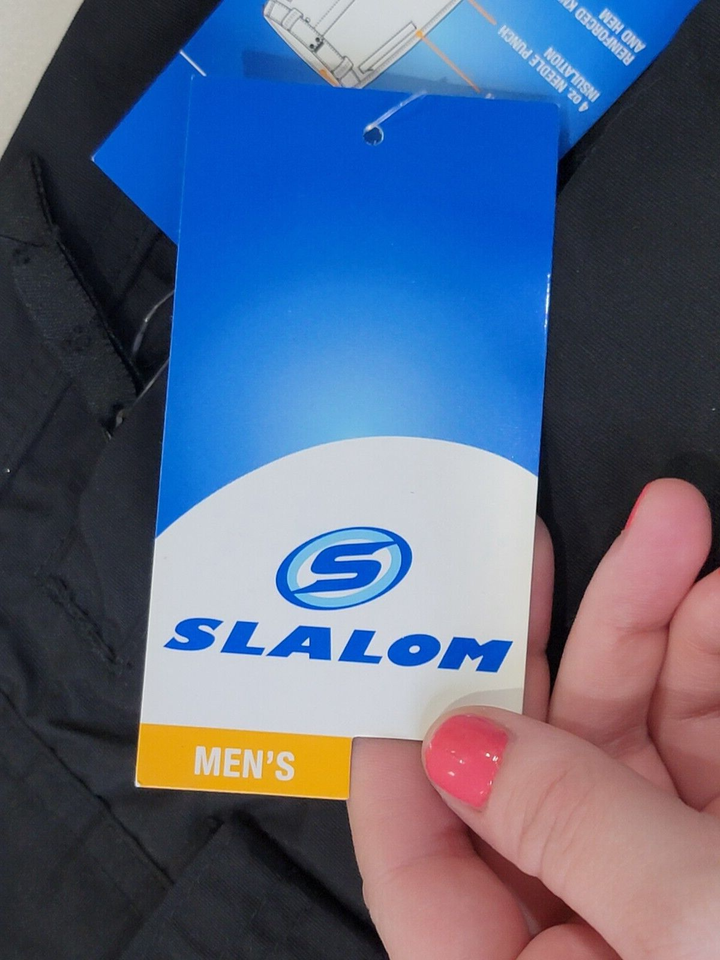 4 OZ. NEEDLE PUNCH
INSULATION
REINFORCED
AND HEM
S
SLALOM
MEN'S